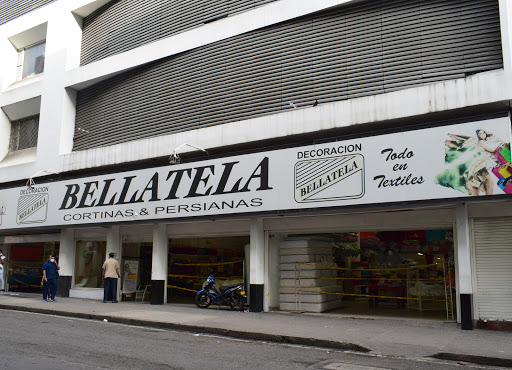 DECORACION
BELLATELA
BELLATELA
CORTINAS & PERSIANAS
DECORACION
BELLATELA
Todo
en
Textiles